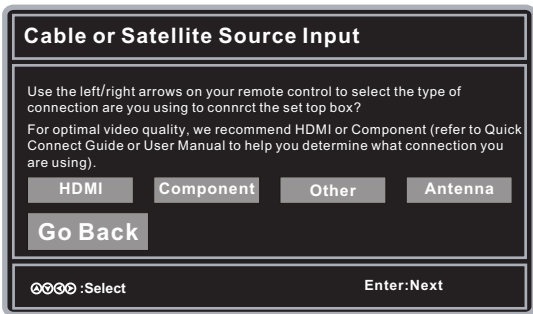 Cable or Satellite Source Input
Use the left/right arrows on your remote control to select the type of
connection are you using to connrct the set top box?
For optimal video quality, we recommend HDMI or Component (refer to Quick
Connect Guide or User Manual to help you determine what connection you
are using).
HDMI Component Other Antenna
Go Back
:Select Enter:Next